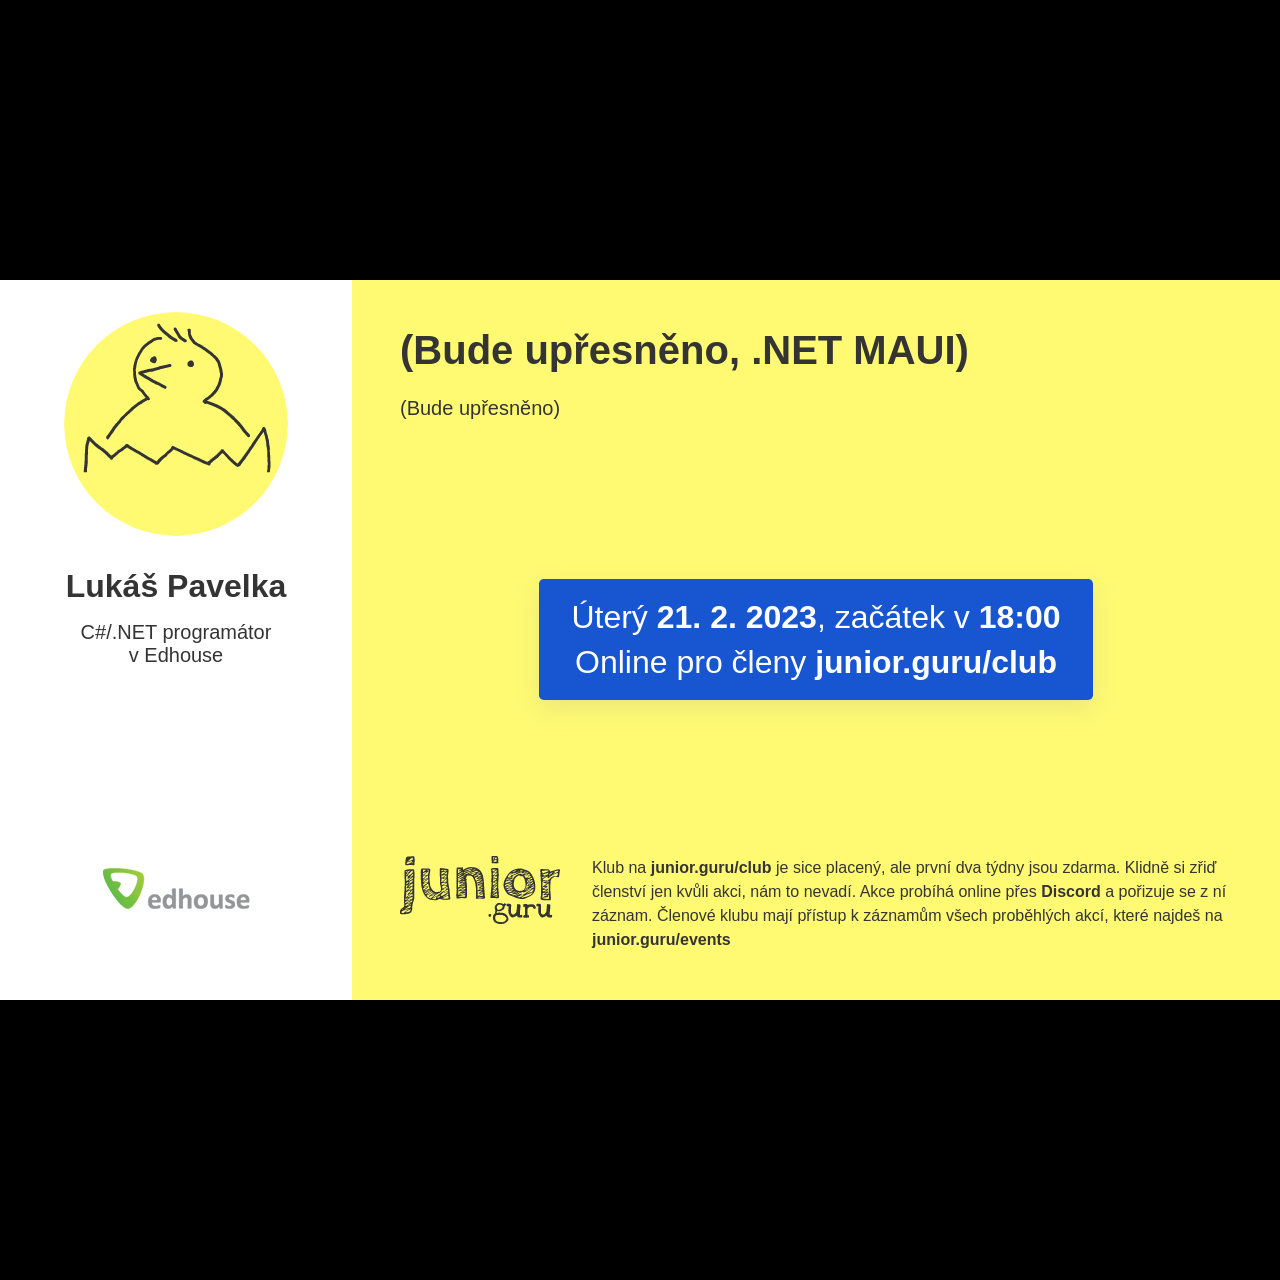 Lukáš Pavelka
C#/.NET programátor
v Edhouse
edhouse
(Bude upřesněno, .NET MAUI)
(Bude upřesněno)
Úterý 21. 2. 2023, začátek v 18:00
Online pro členy junior.guru/club
junior
.guru
Klub na junior.guru/club je sice placený, ale první dva týdny jsou zdarma. Klidně si zřiď
členství jen kvůli akci, nám to nevadí. Akce probíhá online přes Discord a pořizuje se z ní
záznam. Členové klubu mají přístup k záznamům všech proběhlých akcí, které najdeš na
junior.guru/events